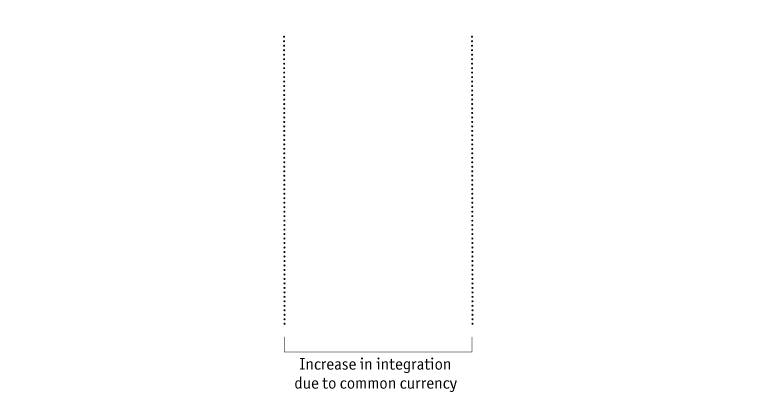 Increase in integration
due to common currency